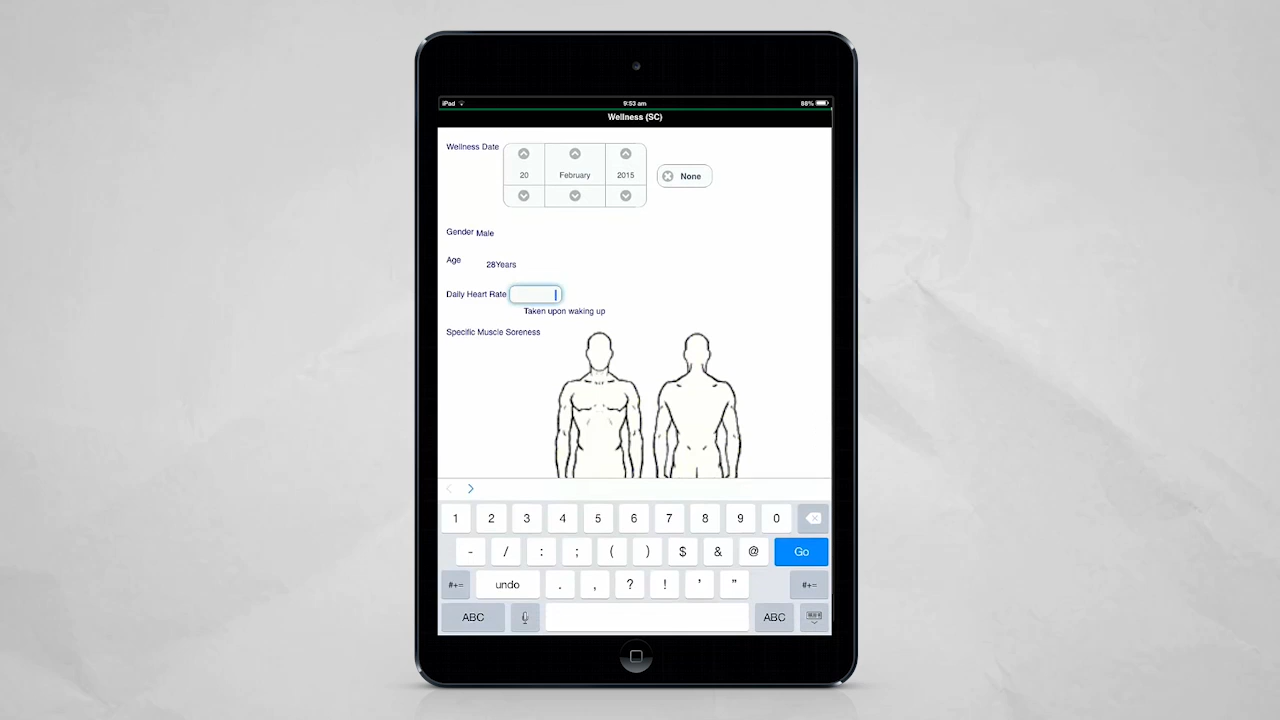 iPad 9:53 am 88%
Wellness (SC)
Wellness Date
20 February 2015 None
Gender Male
Age 28Years
Daily Heart Rate
Taken upon waking up
Specific Muscle Soreness
1 2 3 4 5 6 7 8 9 0
- / : ; ( ) $ & @ Go
#+= undo . , ? ! ' " #+=
ABC ABC